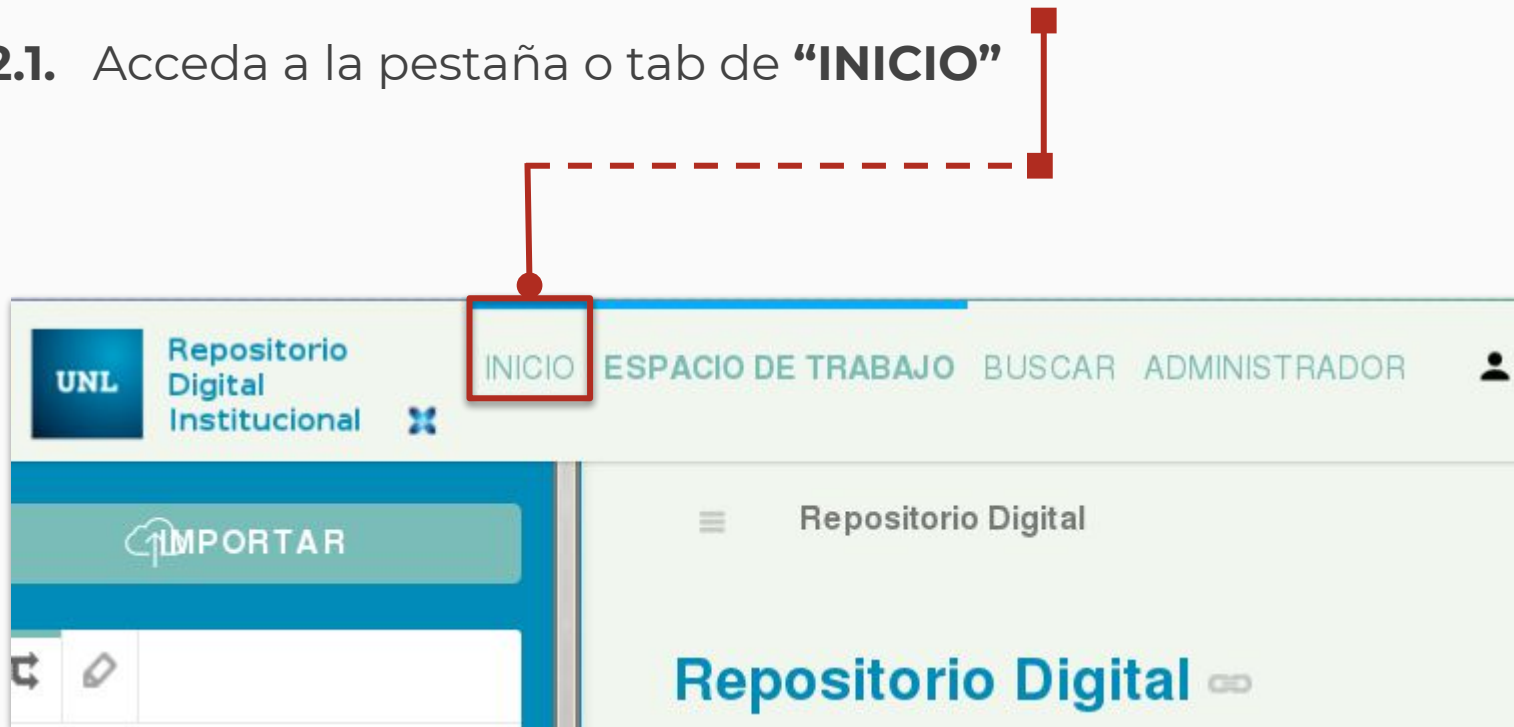 2.1. Acceda a la pestaña o tab de “INICIO”
UNL
Repositorio
Digital
Institucional
INICIO ESPACIO DE TRABAJO BUSCAR ADMINISTRADOR
IMPORTAR
Repositorio Digital
Repositorio Digital